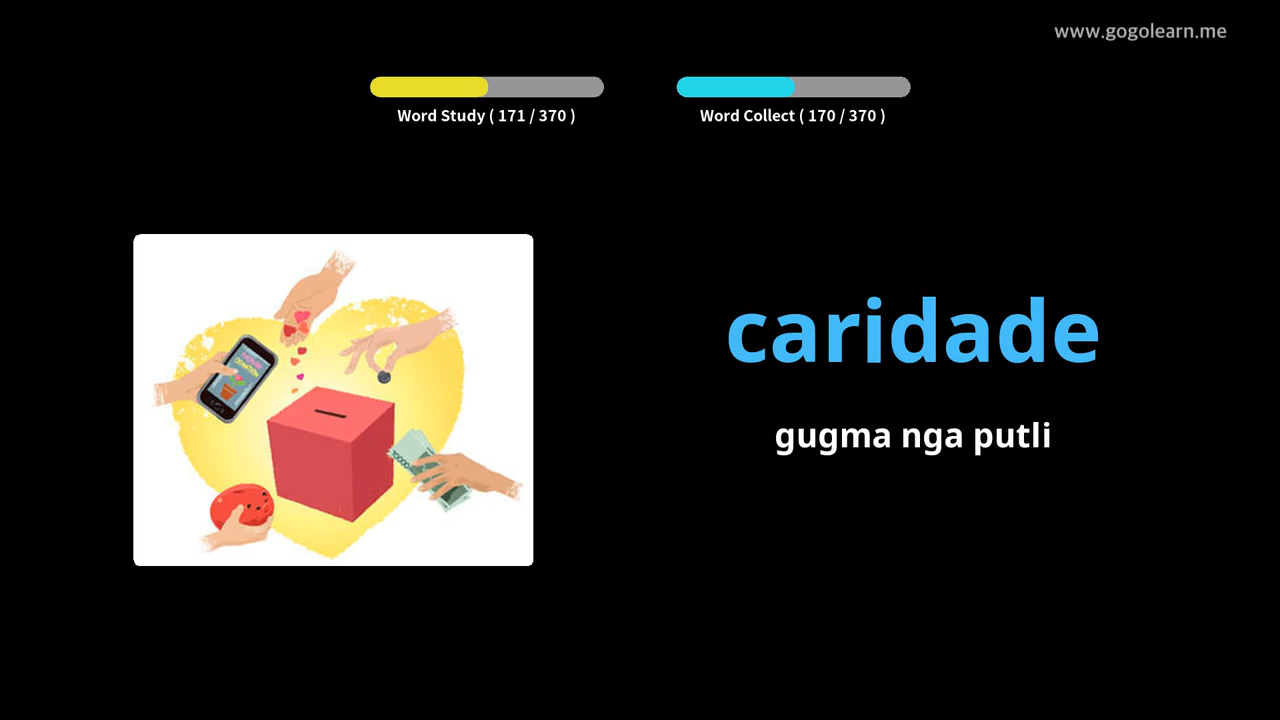 www.gogolearn.me
Word Study ( 171 / 370 )
Word Collect ( 170 / 370 )
caridade
gugma nga putli